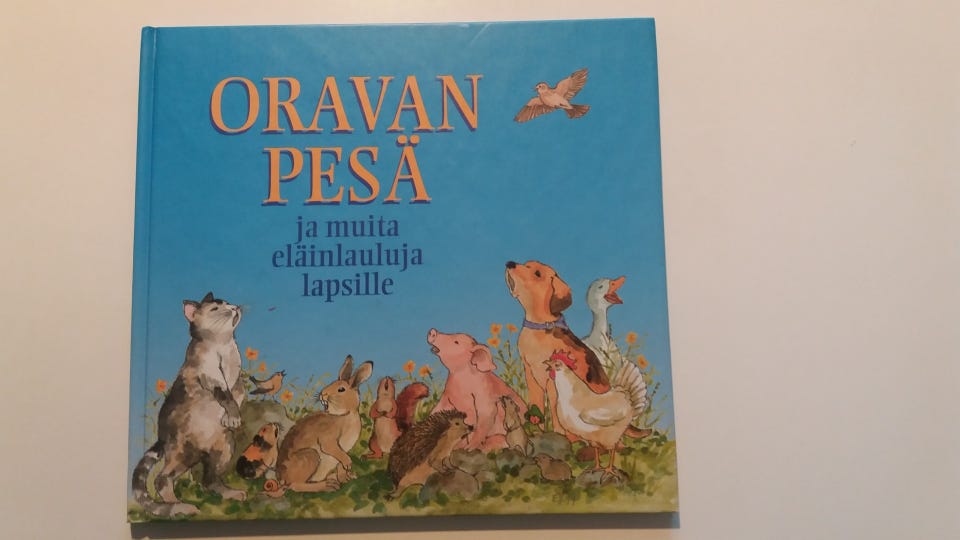 ORAVAN
PESÄ
ja muita
eläinlauluja
lapsille